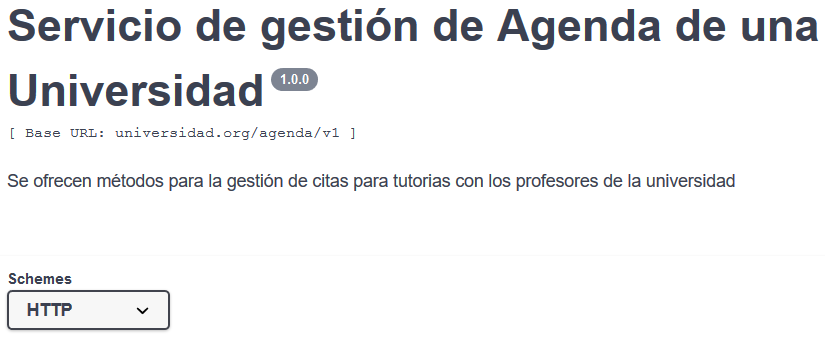 Servicio de gestión de Agenda de una
Universidad 1.0.0
[ Base URL: universidad.org/agenda/v1 ]
Se ofrecen métodos para la gestión de citas para tutorias con los profesores de la universidad
Schemes
HTTP